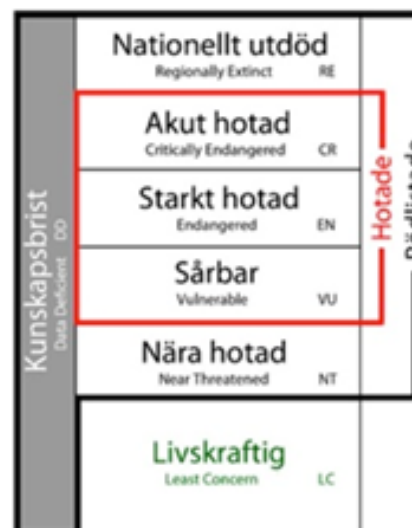 Nationellt utdöd
Regionally Extinct RE
Akut hotad
Critically Endangered CR
Starkt hotad
Endangered EN
Sårbar
Vulnerable VU
Nära hotad
Near Threatened NT
Livskraftig
Least Concern LC
Kunskapsbrist
Data Deficient DD
Hotade